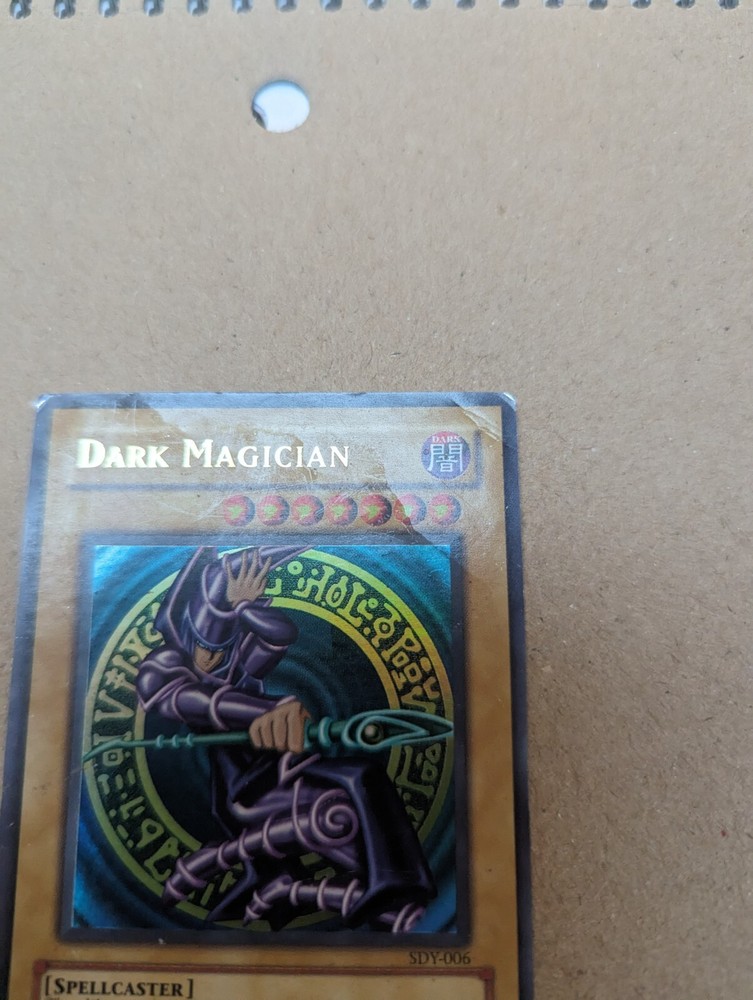 DARK MAGICIAN
DARK
闇
SDY-006
[SPELLCASTER]